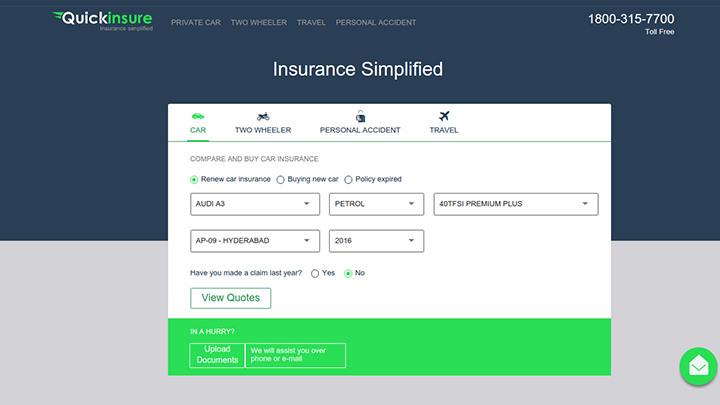 Quickinsure
Insurance simplified
PRIVATE CAR TWO WHEELER TRAVEL PERSONAL ACCIDENT
1800-315-7700
Toll Free
Insurance Simplified
CAR TWO WHEELER PERSONAL ACCIDENT TRAVEL
COMPARE AND BUY CAR INSURANCE
Renew car insurance Buying new car Policy expired
AUDI A3 PETROL 40TFSI PREMIUM PLUS
AP-09 - HYDERABAD 2016
Have you made a claim last year? Yes No
View Quotes
IN A HURRY?
Upload
Documents
We will assist you over
phone or e-mail